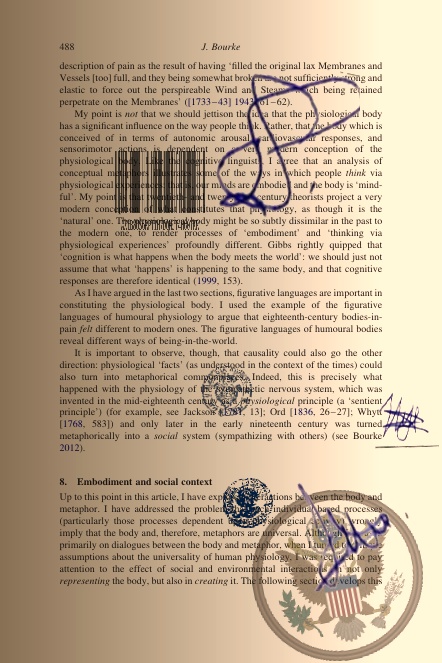 488 J. Bourke
description of pain as the result of having ‘filled the original lax Membranes and
Vessels [too] full, and they being somewhat broken are not sufficiently strong and
elastic to force out the perspireable Wind and Steam which being retained
perpetrate on the Membranes’ ([1733–43] 1943, 61–62).
My point is not that we should jettison the idea that the physiological body
has a significant influence on the way people think. Rather, that the body which is
conceived of in terms of autonomic arousal, cardiovascular responses, and
sensorimotor actions is dependent on a very modern conception of the
physiological body. Like the cognitive linguists, I agree that an analysis of
conceptual metaphors illustrates some of the ways in which people think via
physiological experiences: that is, our minds are embodied and the body is ‘mind-
ful’. My point is that twentieth- and twenty-first-century theorists project a very
modern conception of what constitutes that physiology, as though it is the
‘natural’ one. The physiological body might be so subtly dissimilar in the past to
the modern one, to render processes of ‘embodiment’ and ‘thinking via
physiological experiences’ profoundly different. Gibbs rightly quipped that
‘cognition is what happens when the body meets the world’: we should just not
assume that what ‘happens’ is happening to the same body, and that cognitive
responses are therefore identical (1999, 153).
As I have argued in the last two sections, figurative languages are important in
constituting the physiological body. I used the example of the figurative
languages of humoural physiology to argue that eighteenth-century bodies-in-
pain felt different to modern ones. The figurative languages of humoural bodies
reveal different ways of being-in-the-world.
It is important to observe, though, that causality could also go the other
direction: physiological ‘facts’ (as understood in the context of the times) could
also turn into metaphorical Indeed, this is precisely what
happened with the physiology of the sympathetic nervous system, which was
invented in the mid-eighteenth century as a physiological principle (a ‘sentient
principle’) (for example, see Jackson 13]; Ord [1836, 26–27]; Whytt
[1768, 583]) and only later in the early nineteenth century was turned
metaphorically into a social system (sympathizing with others) (see Bourke
2012).
8. Embodiment and social context
Up to this point in this article, I have explored interactions between the body and
metaphor. I have addressed the problem individual-based processes
(particularly those processes dependent upon physiological wrongly
imply that the body and, therefore, metaphors are universal. Although
primarily on dialogues between the body and metaphor, when I turned to
assumptions about the universality of human physiology, I was required to pay
attention to the effect of social and environmental interactions on not only
representing the body, but also in creating it. The following section develops this